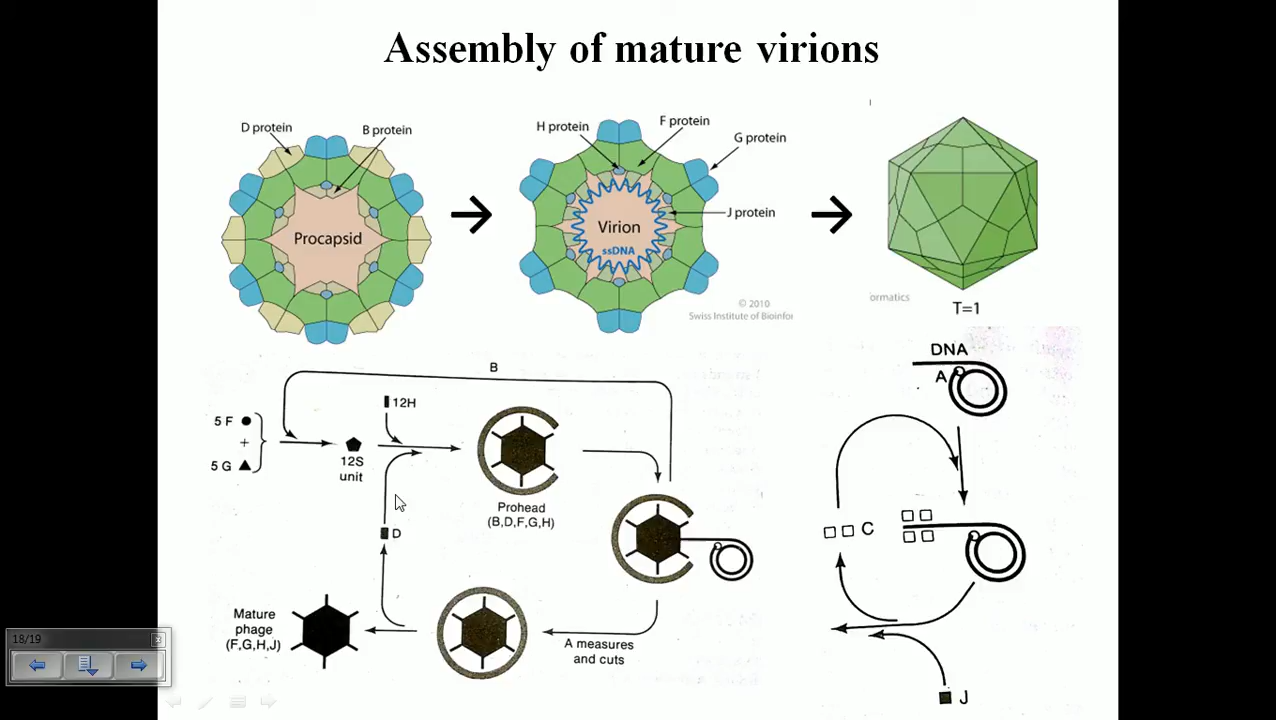 Assembly of mature virions
D protein
B protein
Procapsid
H protein
F protein
G protein
J protein
Virion
ssDNA
© 2010
Swiss Institute of Bioinfor
ormatics
T=1
B
5 F
+
5 G
12S
unit
12H
D
Prohead
(B,D,F,G,H)
A measures
and cuts
Mature
phage
(F,G,H,J)
DNA
A
C
J
18/19